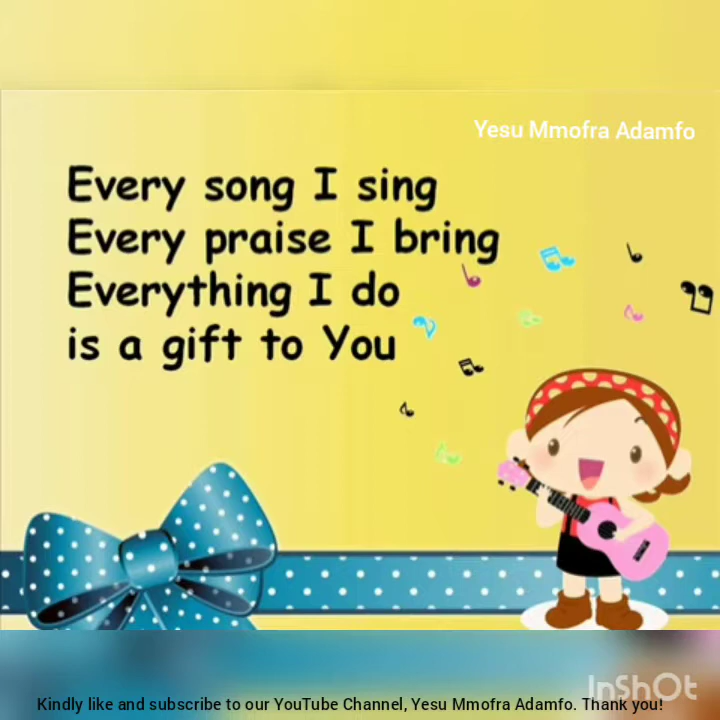 Yesu Mmofra Adamfo
Every song I sing
Every praise I bring
Everything I do
is a gift to You
InShOt
Kindly like and subscribe to our YouTube Channel, Yesu Mmofra Adamfo. Thank you!